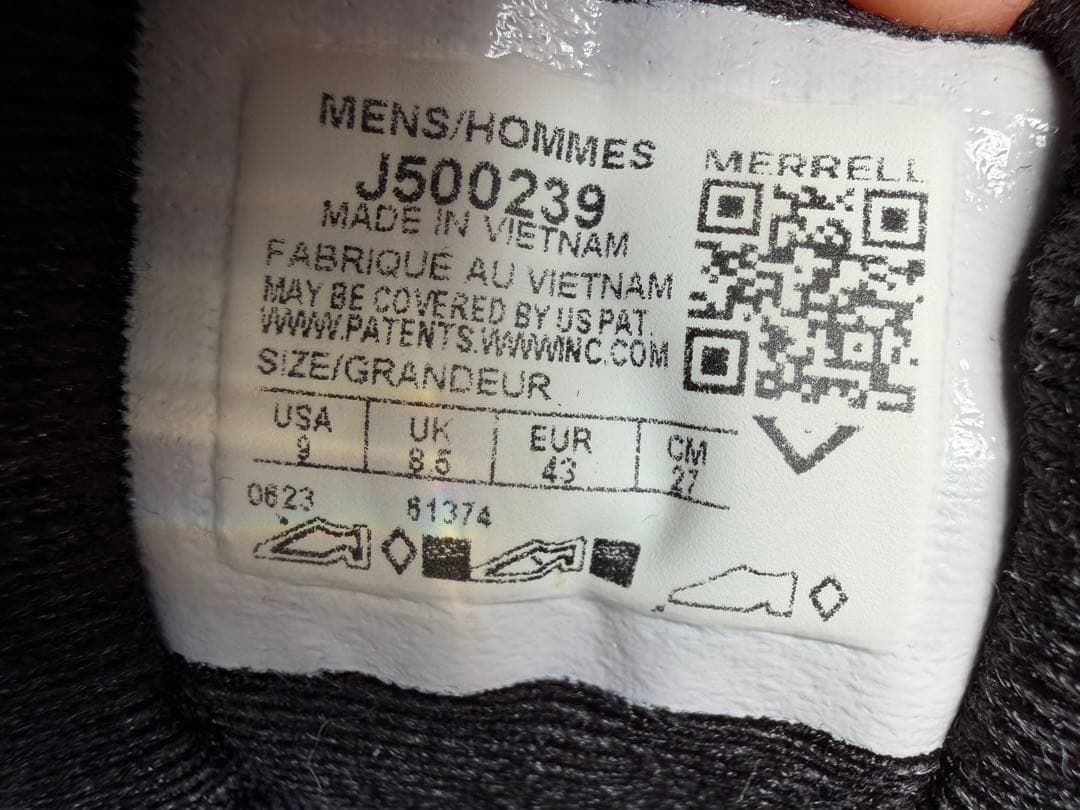 MENS/HOMMES
J500239
MADE IN VIETNAM
FABRIQUÉ AU VIETNAM
MAY BE COVERED BY US PAT.
WWW.PATENTS.WWWINC.COM
SIZE/GRANDEUR
USA UK EUR CM
9 8.5 43 27
0623 61374
MERRELL